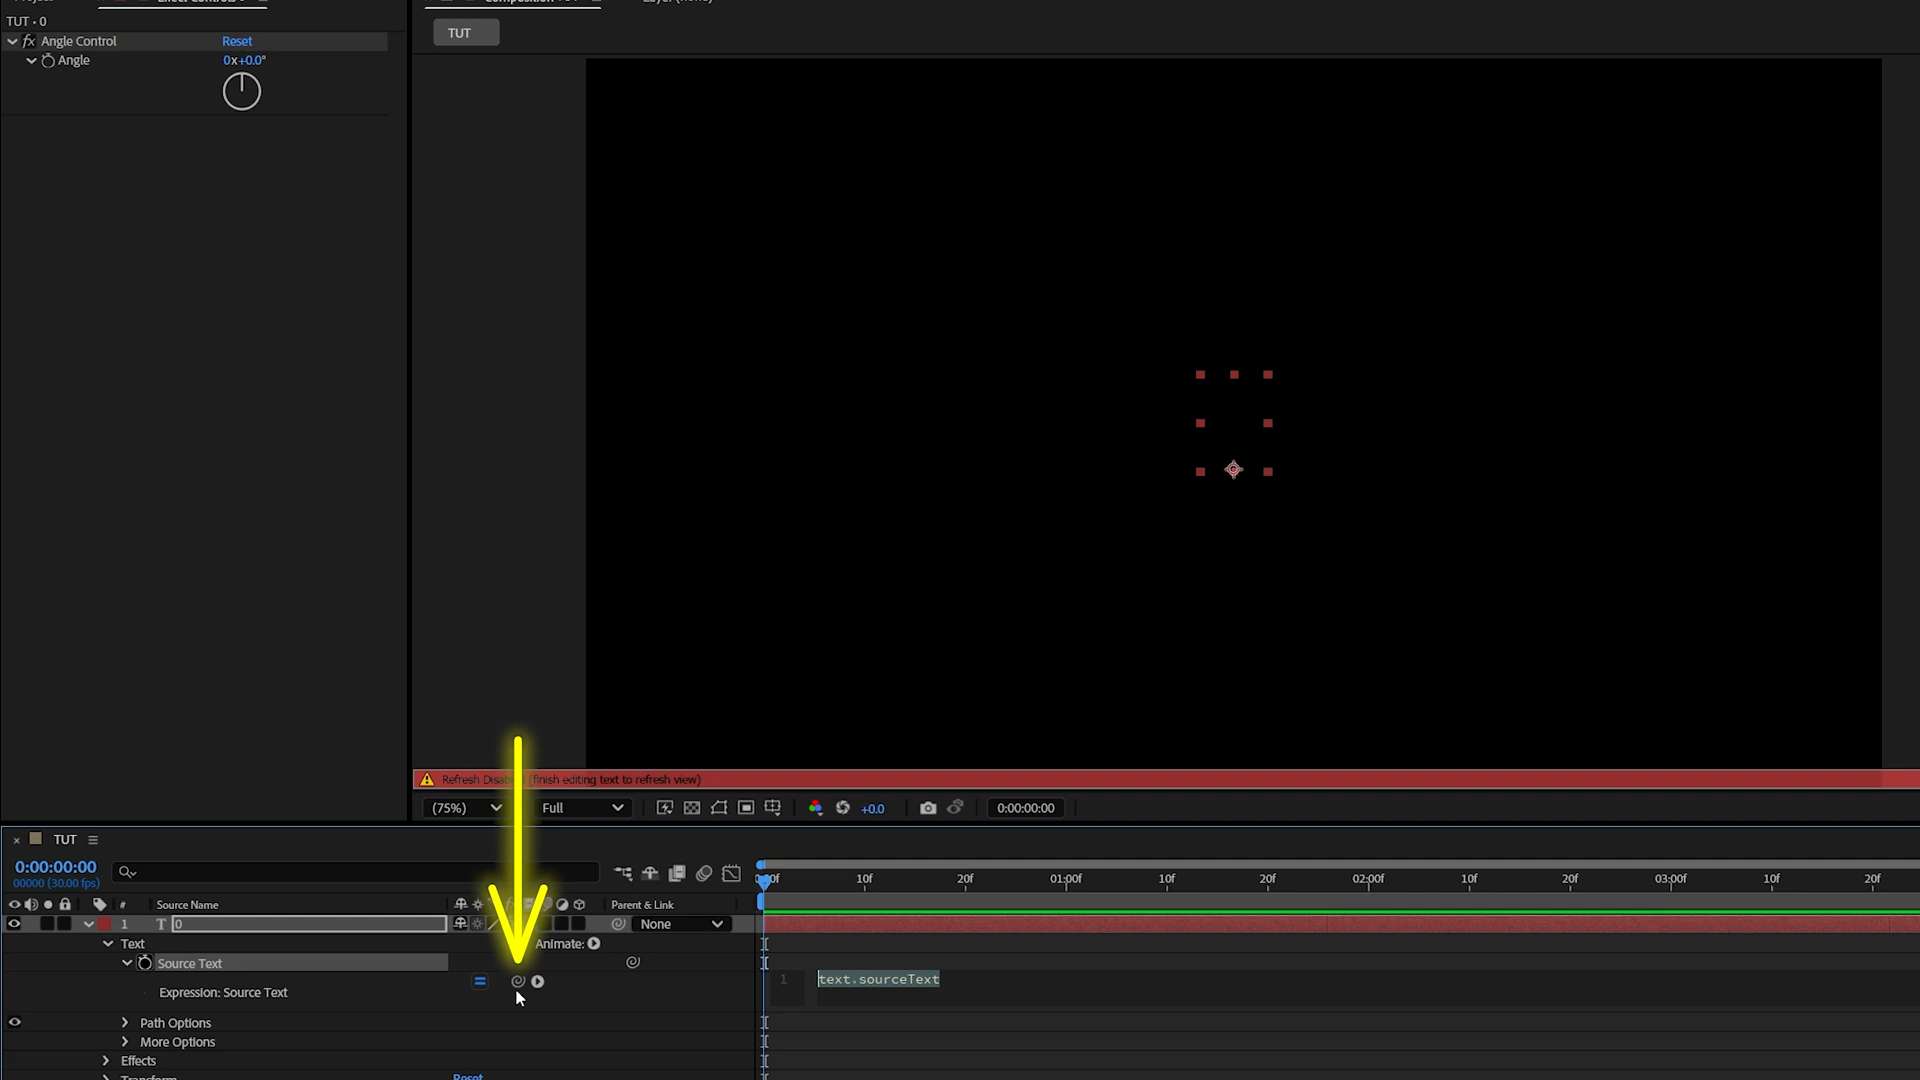 TUT • 0
fx Angle Control Reset
Angle 0x+0.0°
TUT
Refresh Disab (finish editing text to refresh view)
(75%) Full +0.0 0:00:00:00
TUT
0:00:00:00
00000 (30.00 fps)
10f 20f 01:00f 10f 20f 02:00f 10f 20f 03:00f 10f 20f
# Source Name Parent & Link
1 T 0 None
Text Animate:
Source Text
Expression: Source Text
1 text.sourceText
Path Options
More Options
Effects
Transform Reset